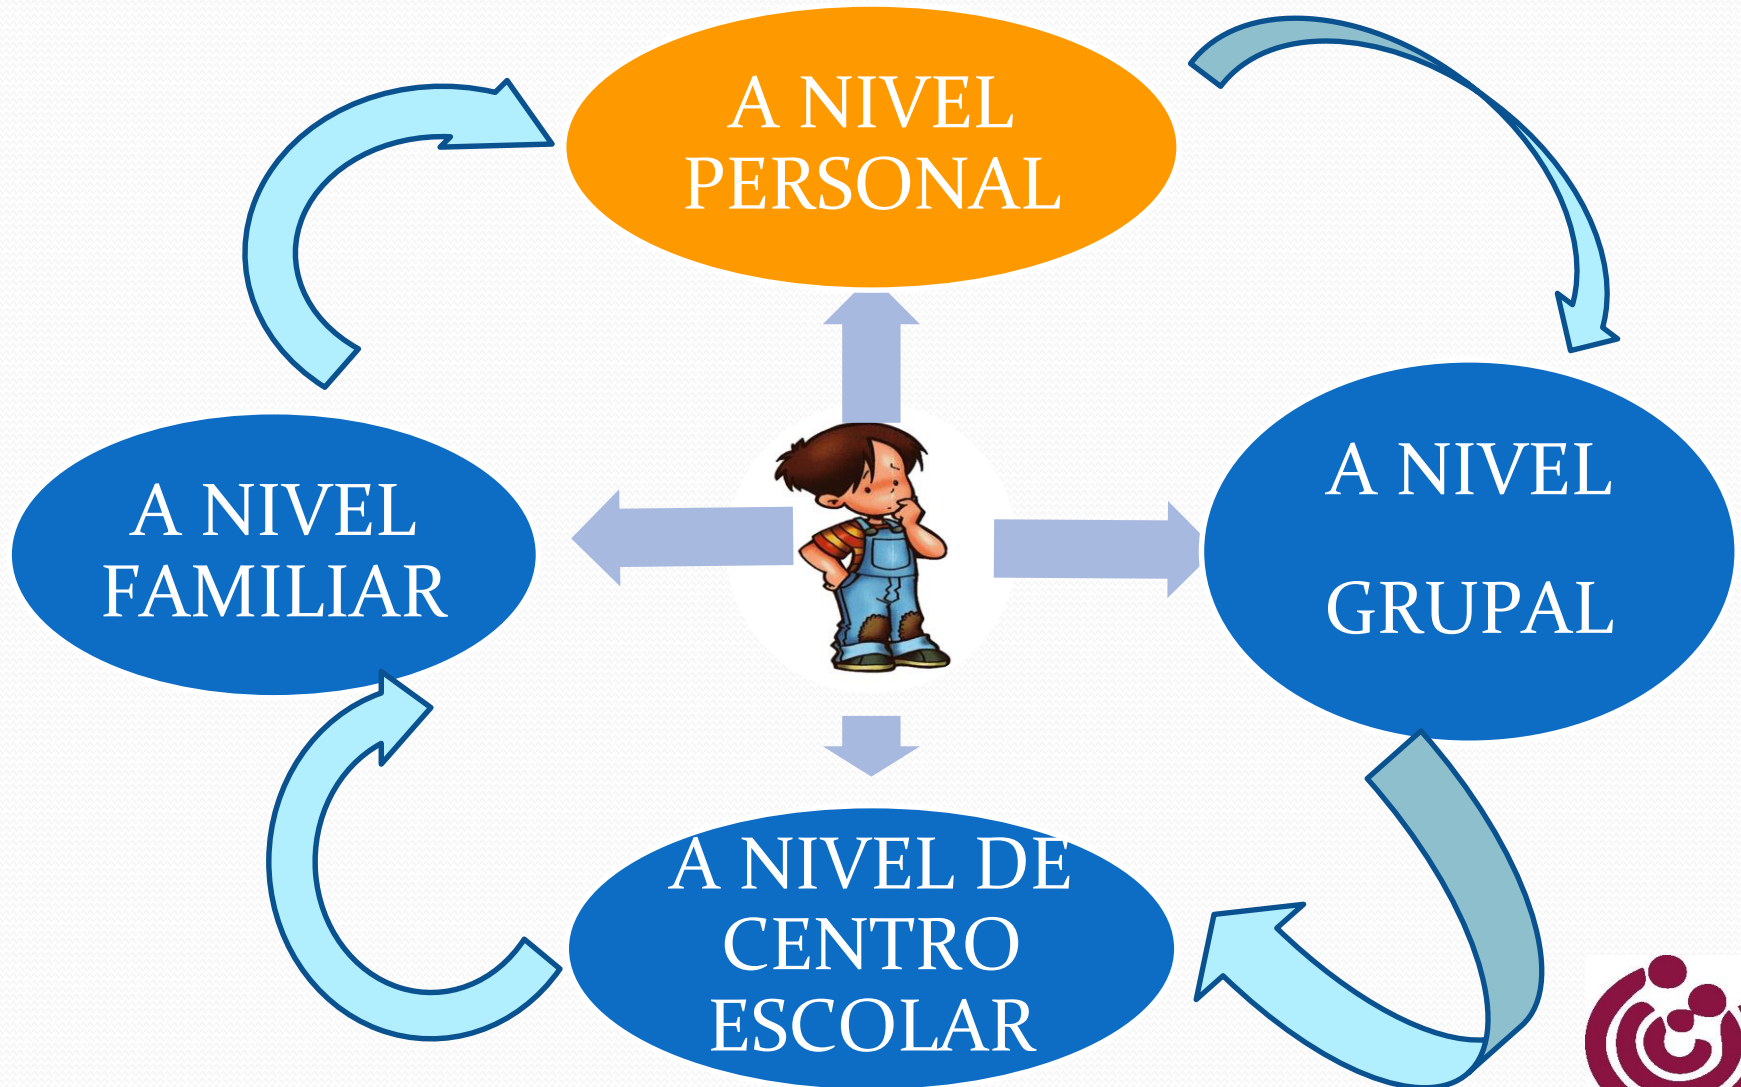 A NIVEL
PERSONAL
A NIVEL
FAMILIAR
A NIVEL
GRUPAL
A NIVEL DE
CENTRO
ESCOLAR